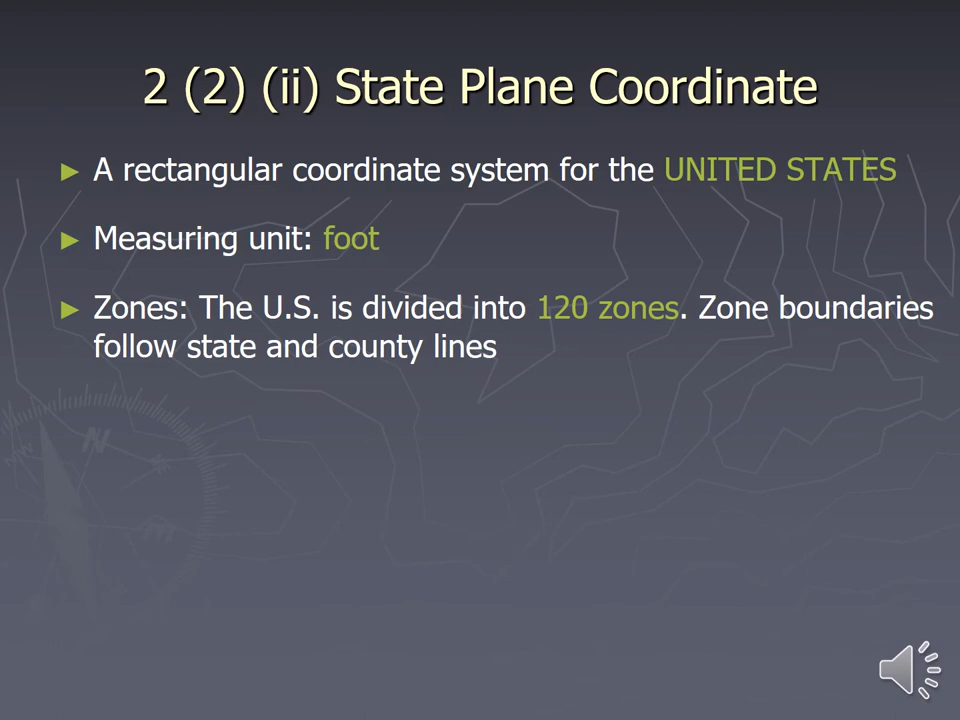 2 (2) (ii) State Plane Coordinate
► A rectangular coordinate system for the UNITED STATES
► Measuring unit: foot
► Zones: The U.S. is divided into 120 zones. Zone boundaries
follow state and county lines
N